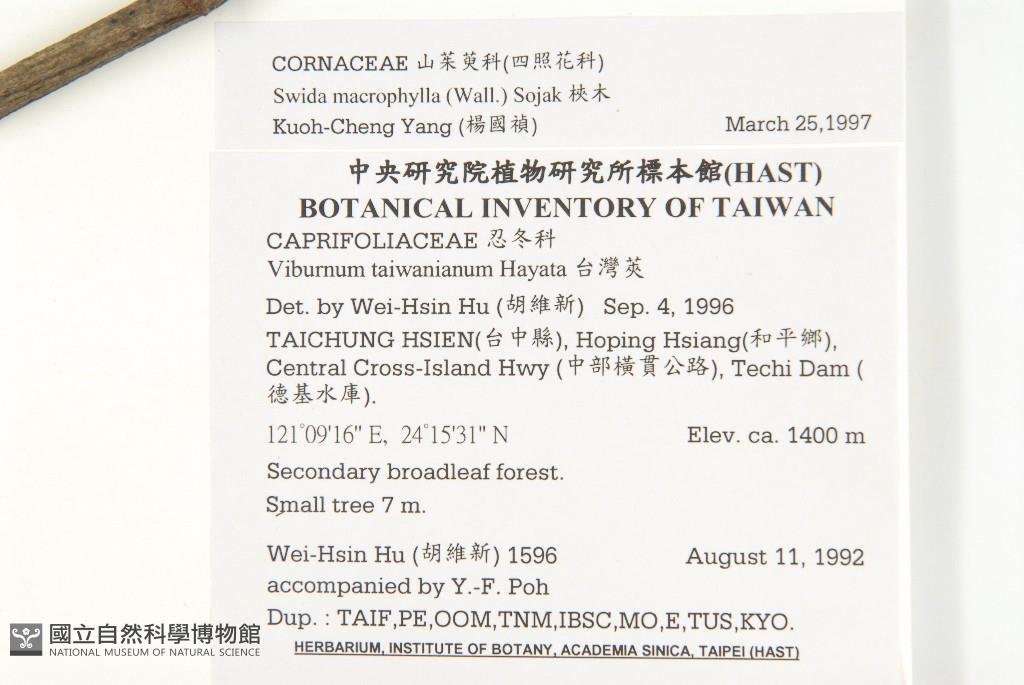 CORNACEAE 山茱萸科(四照花科)
Swida macrophylla (Wall.) Sojak 梜木
Kuoh-Cheng Yang (楊國禎) March 25,1997
中央研究院植物研究所標本館(HAST)
BOTANICAL INVENTORY OF TAIWAN
CAPRIFOLIACEAE 忍冬科
Viburnum taiwanianum Hayata 台灣莢
Det. by Wei-Hsin Hu (胡維新) Sep. 4, 1996
TAICHUNG HSIEN(台中縣), Hoping Hsiang(和平鄉),
Central Cross-Island Hwy (中部橫貫公路), Techi Dam (
德基水庫).
121°09'16" E, 24°15'31" N Elev. ca. 1400 m
Secondary broadleaf forest.
Small tree 7 m.
Wei-Hsin Hu (胡維新) 1596 August 11, 1992
accompanied by Y.-F. Poh
Dup. : TAIF,PE,OOM,TNM,IBSC,MO,E,TUS,KYO.
HERBARIUM, INSTITUTE OF BOTANY, ACADEMIA SINICA, TAIPEI (HAST)
國立自然科學博物館
NATIONAL MUSEUM OF NATURAL SCIENCE